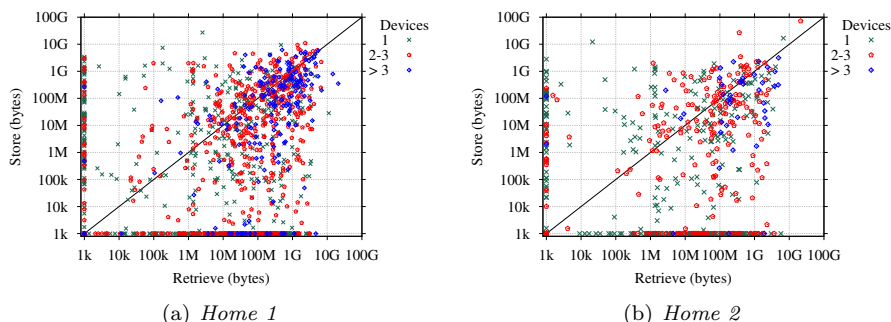 100G
10G
1G
100M
10M
1M
100k
10k
1k
Store (bytes)
1k 10k 100k 1M 10M 100M 1G 10G 100G
Retrieve (bytes)
Devices
1
2-3
> 3
(a) Home 1
100G
10G
1G
100M
10M
1M
100k
10k
1k
Store (bytes)
1k 10k 100k 1M 10M 100M 1G 10G 100G
Retrieve (bytes)
Devices
1
2-3
> 3
(b) Home 2